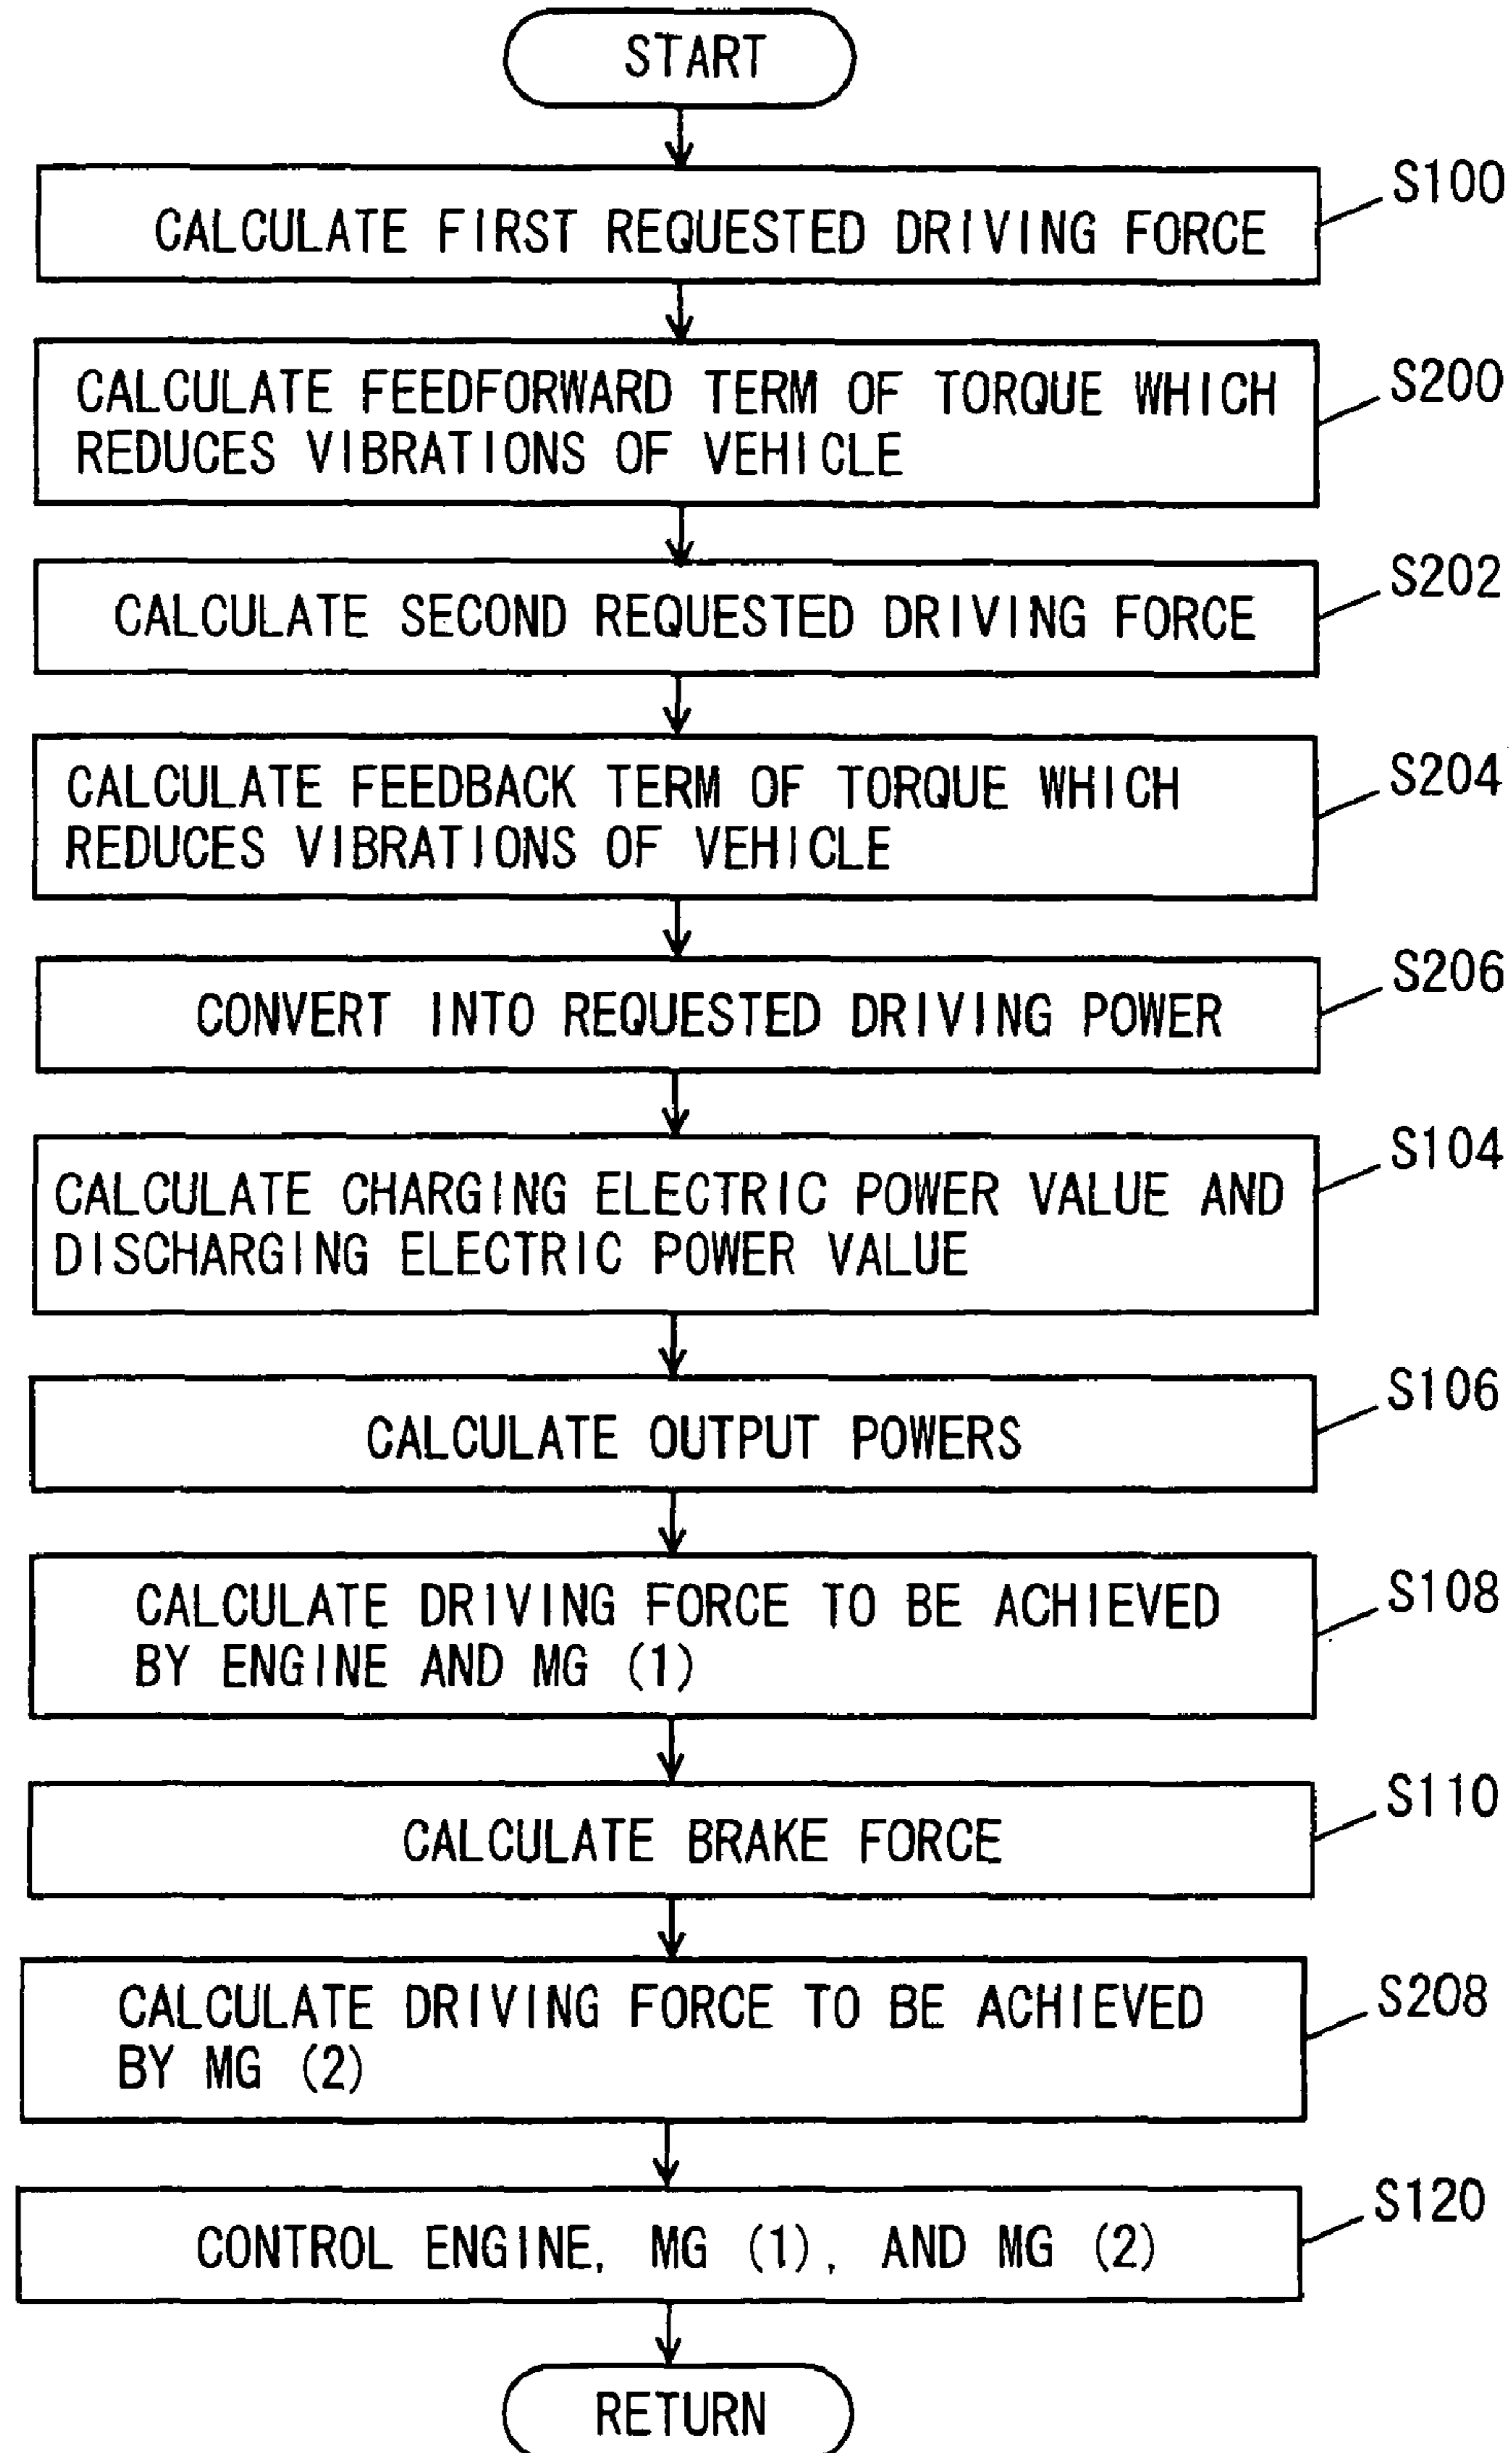 START
CALCULATE FIRST REQUESTED DRIVING FORCE
S100
CALCULATE FEEDFORWARD TERM OF TORQUE WHICH
REDUCES VIBRATIONS OF VEHICLE
S200
CALCULATE SECOND REQUESTED DRIVING FORCE
S202
CALCULATE FEEDBACK TERM OF TORQUE WHICH
REDUCES VIBRATIONS OF VEHICLE
S204
CONVERT INTO REQUESTED DRIVING POWER
S206
CALCULATE CHARGING ELECTRIC POWER VALUE AND
DISCHARGING ELECTRIC POWER VALUE
S104
CALCULATE OUTPUT POWERS
S106
CALCULATE DRIVING FORCE TO BE ACHIEVED
BY ENGINE AND MG (1)
S108
CALCULATE BRAKE FORCE
S110
CALCULATE DRIVING FORCE TO BE ACHIEVED
BY MG (2)
S208
CONTROL ENGINE, MG (1), AND MG (2)
S120
RETURN